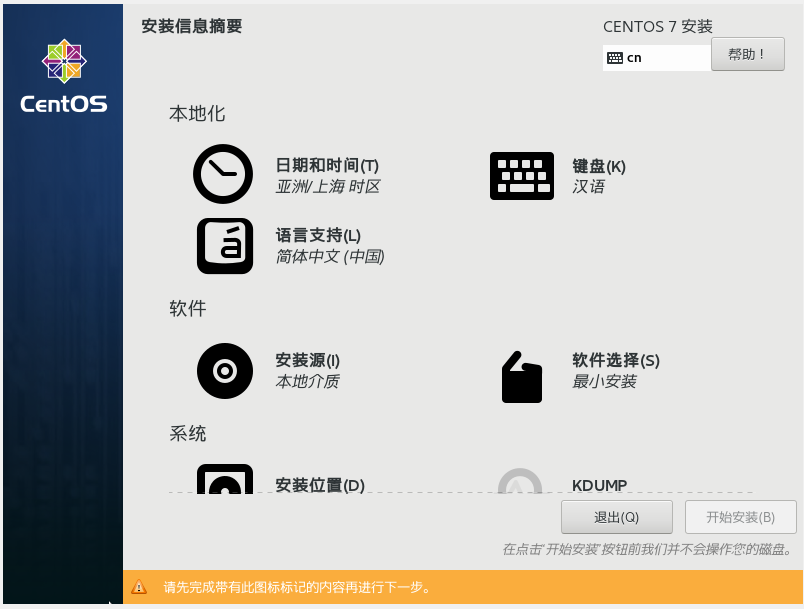 安装信息摘要
CENTOS 7 安装
cn
帮助！
CentOS
本地化
日期和时间(T)
亚洲/上海 时区
键盘(K)
汉语
á
语言支持(L)
简体中文 (中国)
软件
安装源(I)
本地介质
软件选择(S)
最小安装
系统
安装位置(D)
KDUMP
退出(Q)
开始安装(B)
在点击'开始安装'按钮前我们并不会操作您的磁盘。
请先完成带有此图标标记的内容再进行下一步。